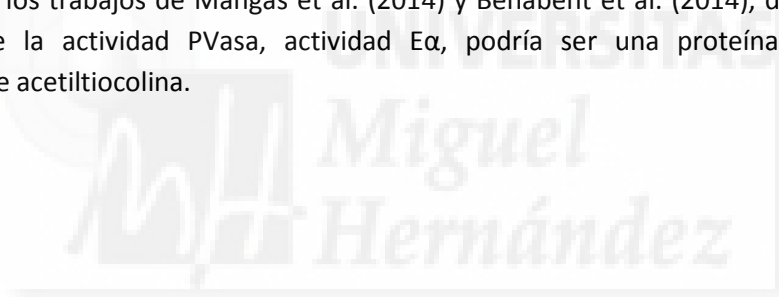 los trabajos de Mangas et al. (2014) y Benabent et al. (2014), d
e la actividad PVasa, actividad Eα, podría ser una proteína
e acetiltiocolina.
UNIVERSITAS
Miguel
Hernández